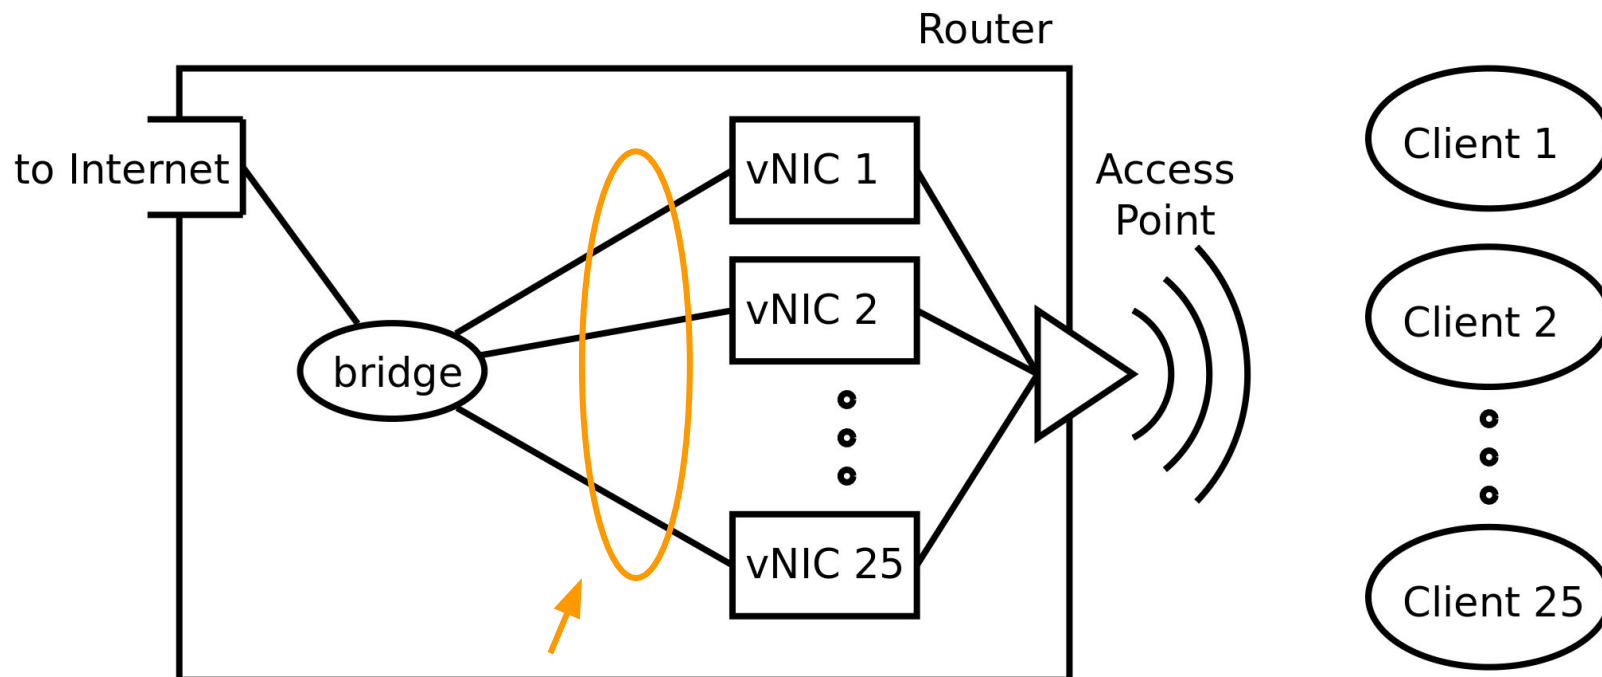 Router
to Internet
vNIC 1
Access
Point
Client 1
vNIC 2
Client 2
bridge
vNIC 25
Client 25